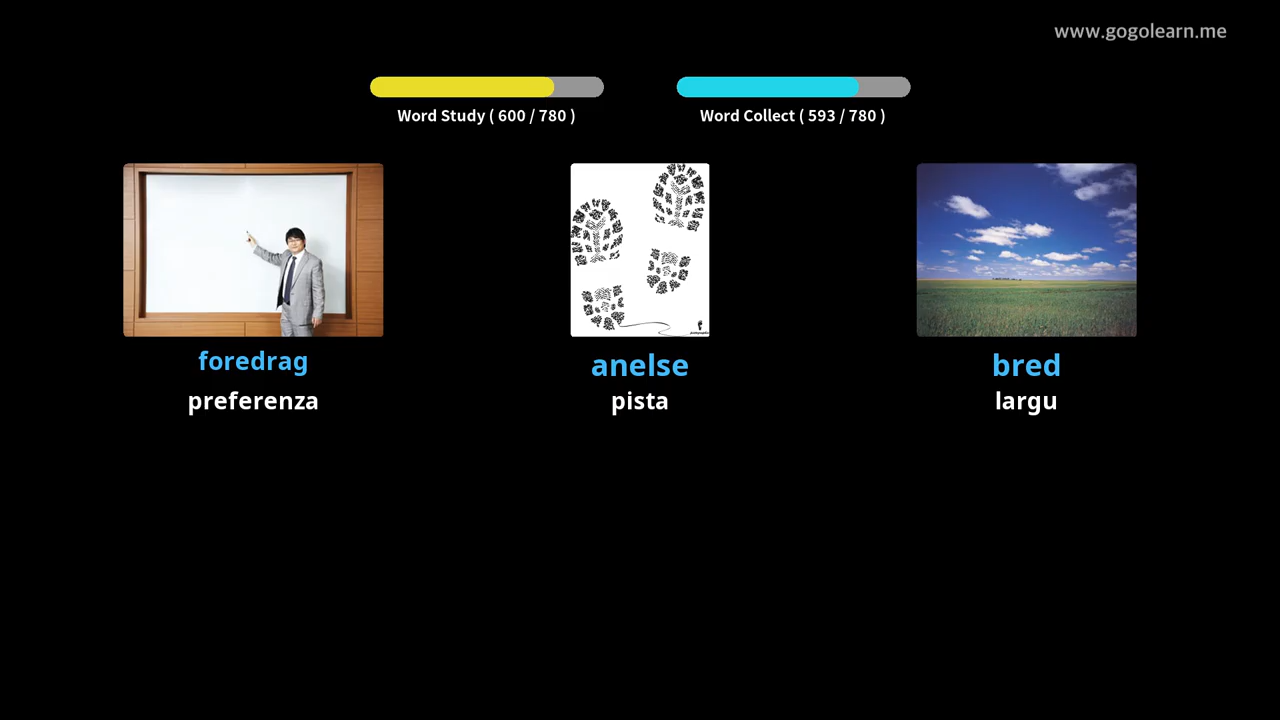 www.gogolearn.me
Word Study ( 600 / 780 )
Word Collect ( 593 / 780 )
foredrag
anelse
bred
preferenza
pista
largu